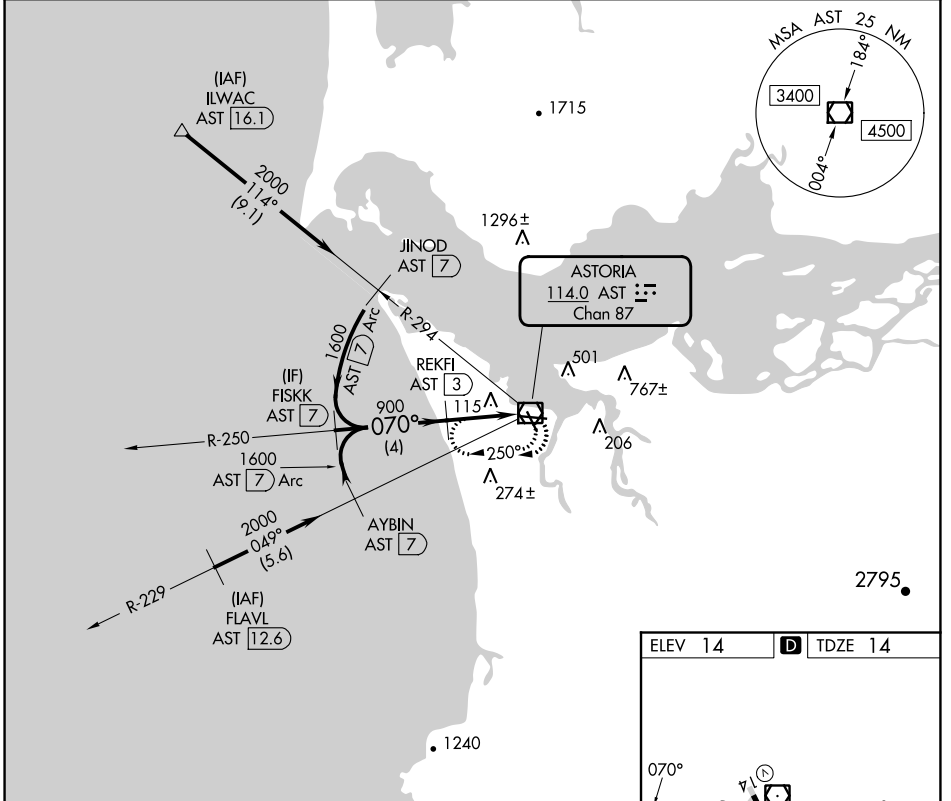 MSA AST 25 NM
184°
3400
4500
004°
(IAF)
ILWAC
AST 16.1
1715
2000
114°
(9.1)
1296±
JINOD
AST 7
ASTORIA
114.0 AST
Chan 87
R-294
1600
AST 7 Arc
REKFI
AST 3
501
767±
(IF)
FISKK
AST 7
115
900
070°
(4)
206
R-250
250°
1600
AST 7 Arc
274±
AYBIN
AST 7
2000
049°
(5.6)
R-229
(IAF)
FLAVL
AST 12.6
2795
ELEV 14 D TDZE 14
1240
070°
14
V